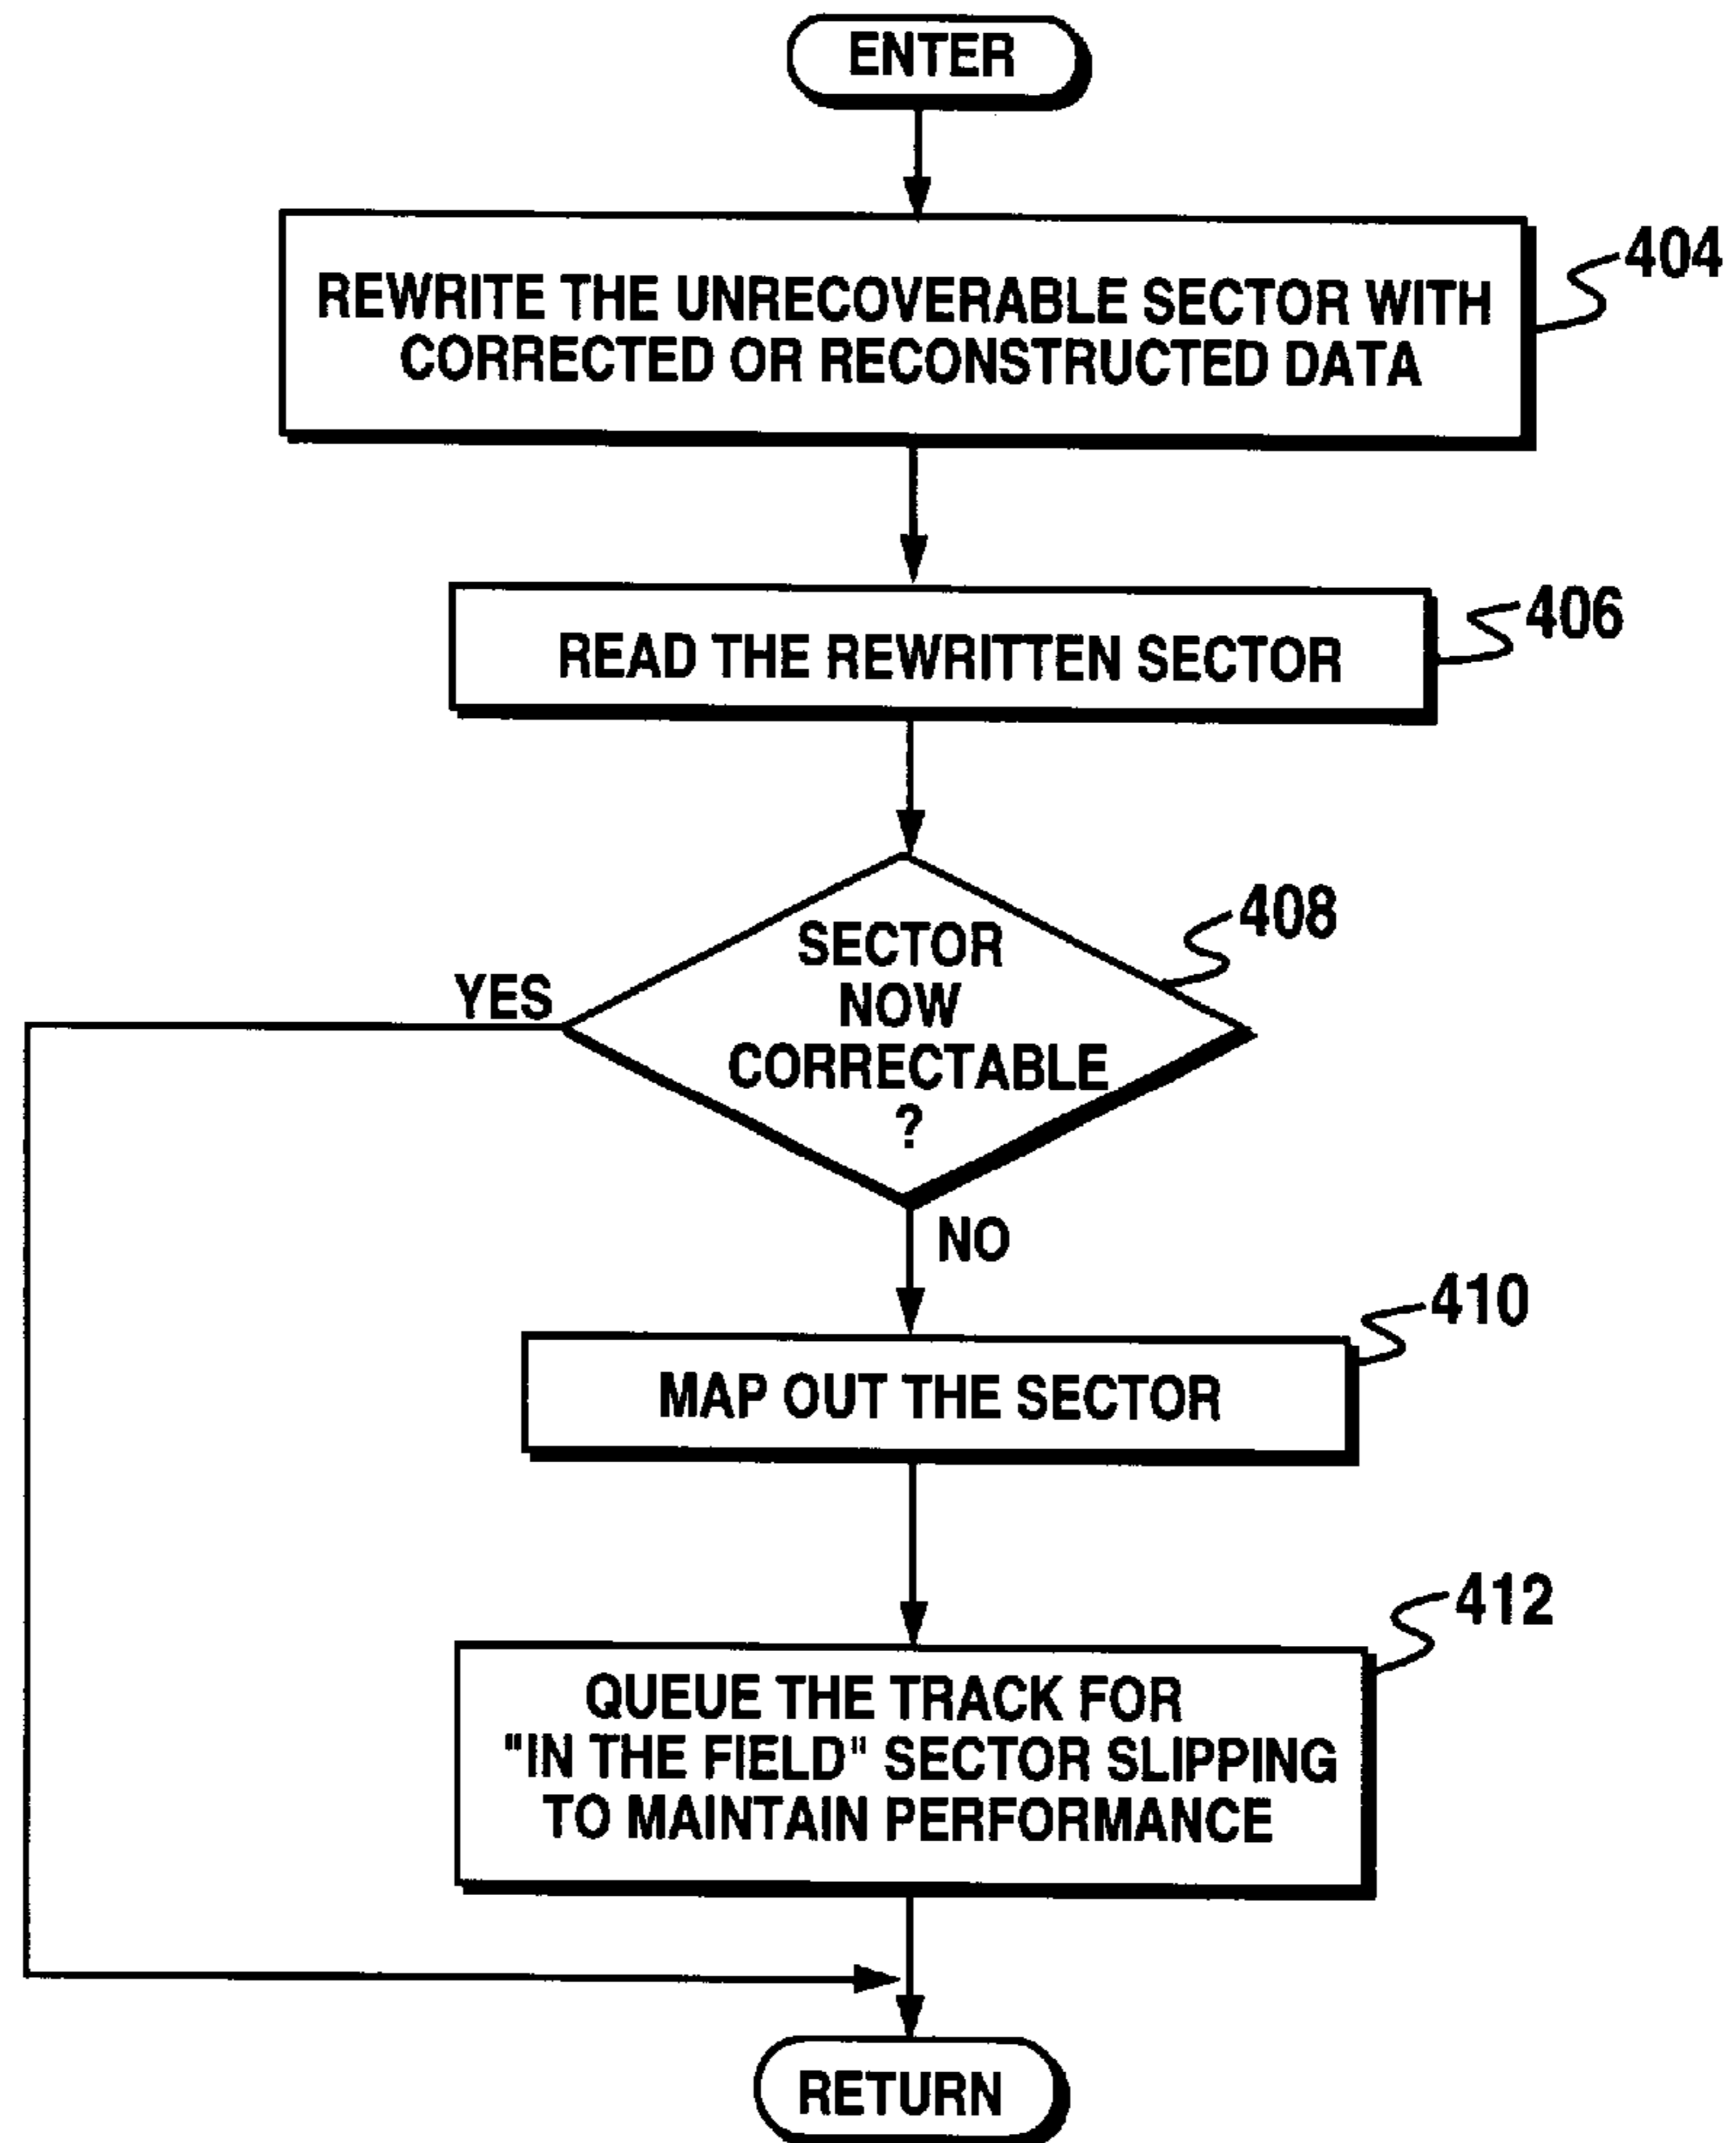 ENTER
REWRITE THE UNRECOVERABLE SECTOR WITH
CORRECTED OR RECONSTRUCTED DATA
404
READ THE REWRITTEN SECTOR
406
SECTOR
NOW
CORRECTABLE
?
408
YES
NO
MAP OUT THE SECTOR
410
QUEUE THE TRACK FOR
"IN THE FIELD" SECTOR SLIPPING
TO MAINTAIN PERFORMANCE
412
RETURN